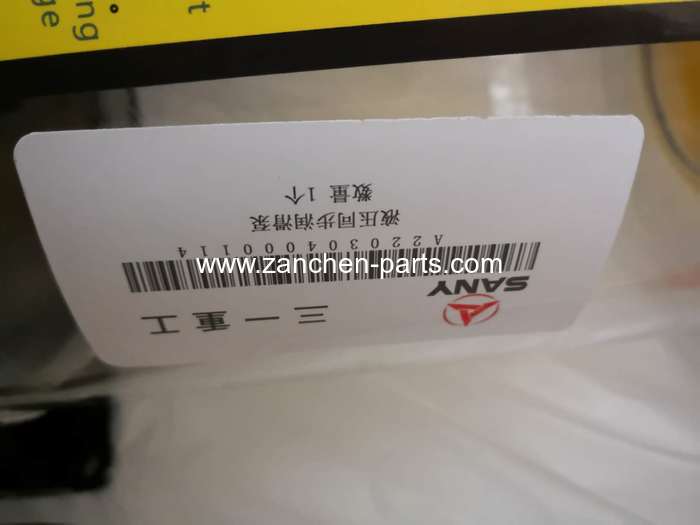 三一重工
SANY
A220304000114
液压同步润滑泵
数量 1个
www.zanchen-parts.com